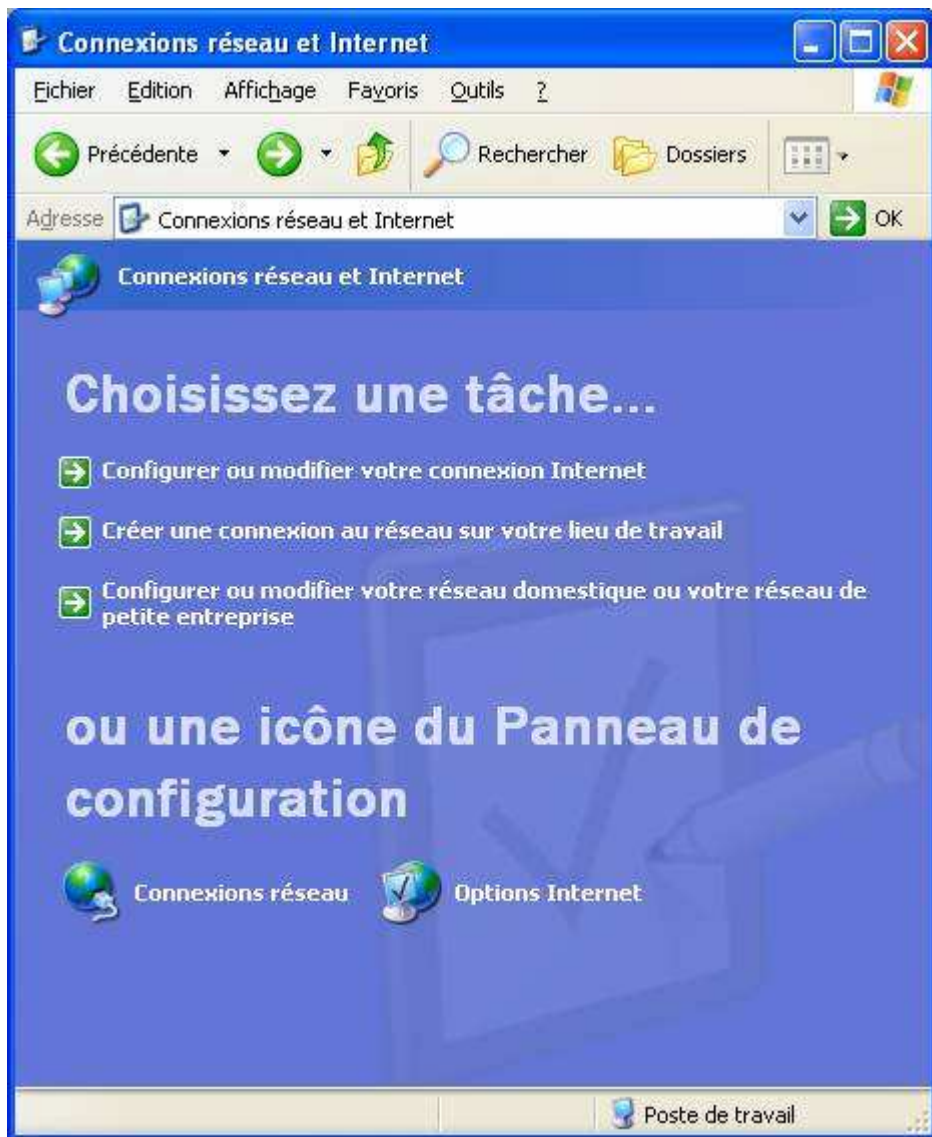 Connexions réseau et Internet
Fichier Edition Affichage Favoris Outils ?
Précédente Rechercher Dossiers
Adresse Connexions réseau et Internet OK
Connexions réseau et Internet
Choisissez une tâche...
Configurer ou modifier votre connexion Internet
Créer une connexion au réseau sur votre lieu de travail
Configurer ou modifier votre réseau domestique ou votre réseau de
petite entreprise
ou une icône du Panneau de
configuration
Connexions réseau Options Internet
Poste de travail